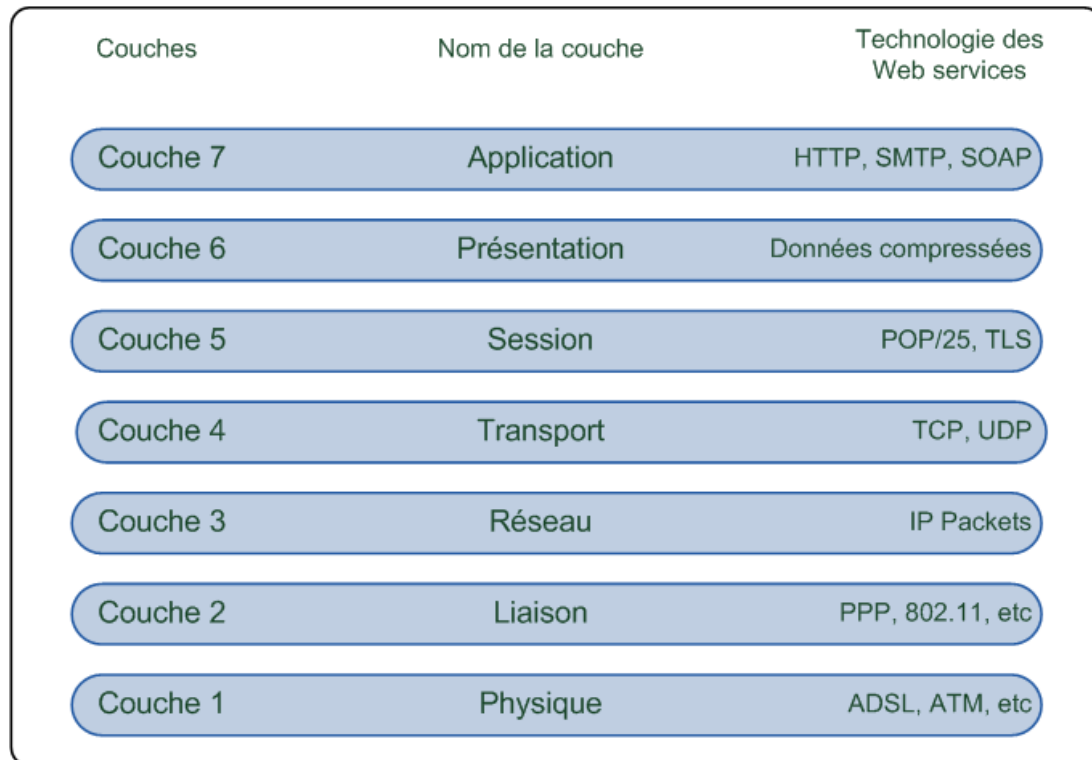 Couches Nom de la couche Technologie des
Web services
Couche 7 Application HTTP, SMTP, SOAP
Couche 6 Présentation Données compressées
Couche 5 Session POP/25, TLS
Couche 4 Transport TCP, UDP
Couche 3 Réseau IP Packets
Couche 2 Liaison PPP, 802.11, etc
Couche 1 Physique ADSL, ATM, etc